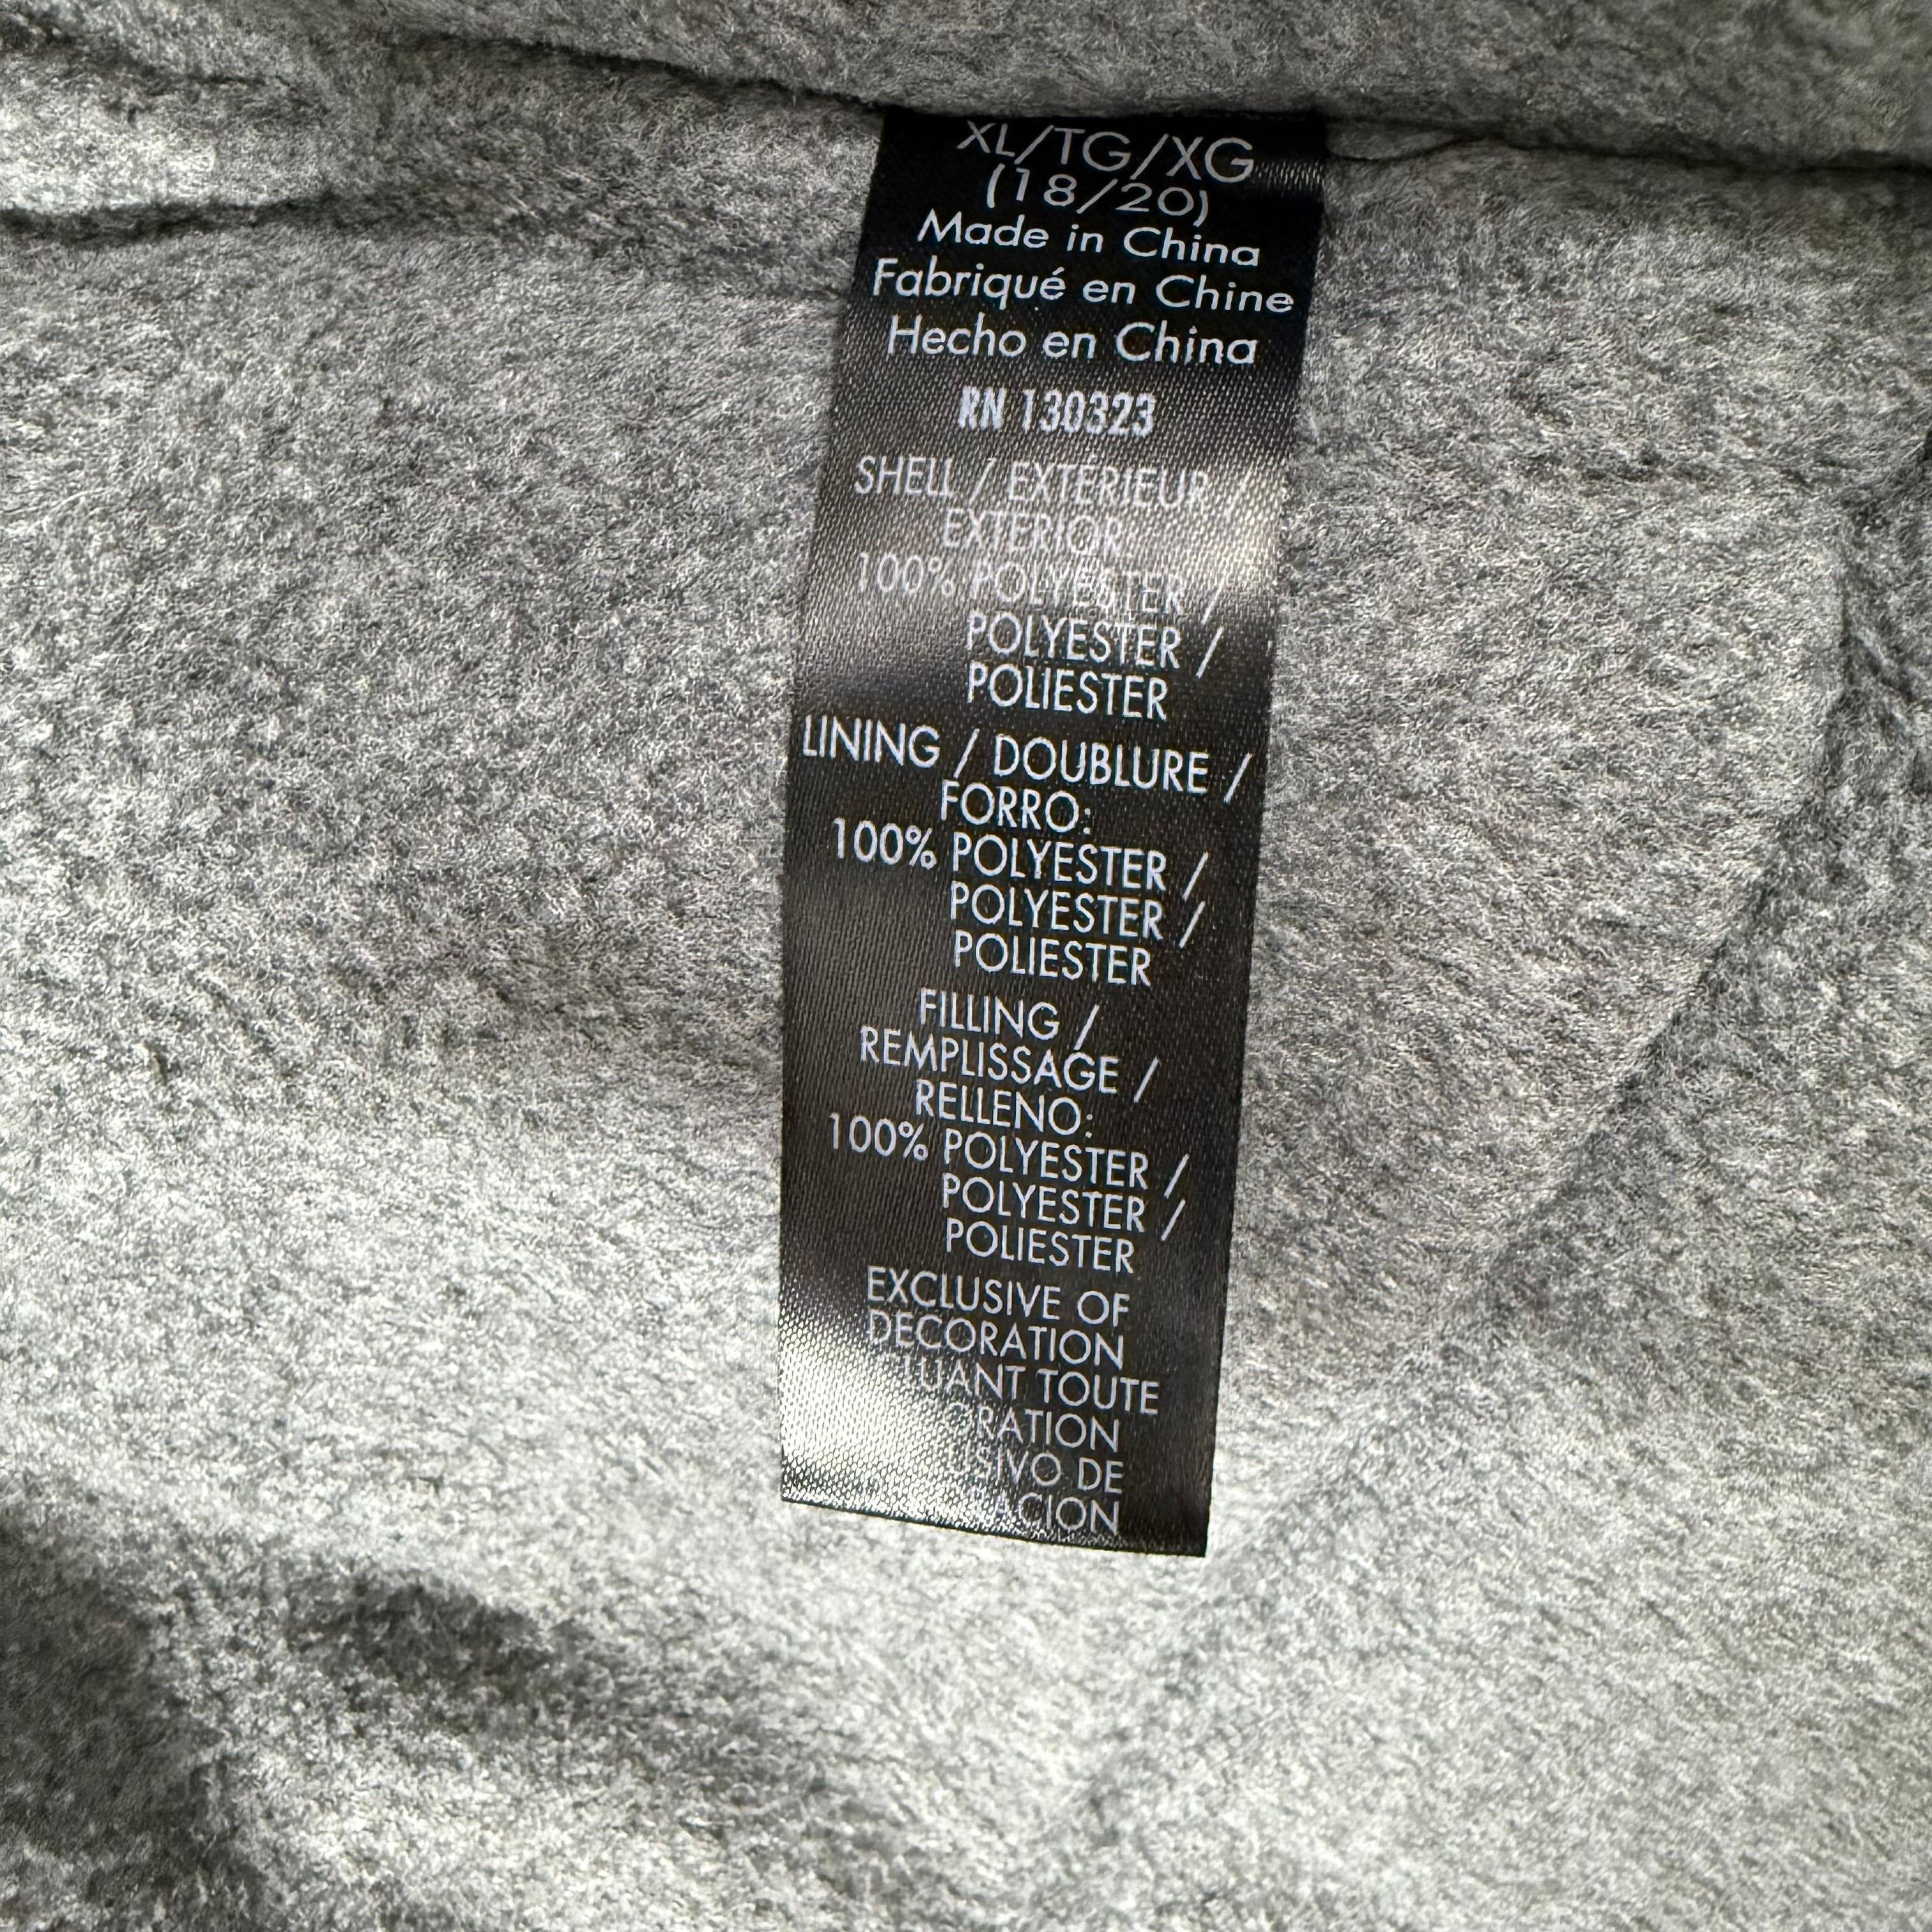 XL/TG/XG
(18/20)
Made in China
Fabriqué en Chine
Hecho en China
RN 130323
SHELL / EXTÉRIEUR /
EXTERIOR
100% POLYESTER /
POLYESTER /
POLIESTER
LINING / DOUBLURE /
FORRO:
100% POLYESTER /
POLYESTER /
POLIESTER
FILLING /
REMPLISSAGE /
RELLENO:
100% POLYESTER /
POLYESTER /
POLIESTER
EXCLUSIVE OF
DECORATION
TOUTE
DE